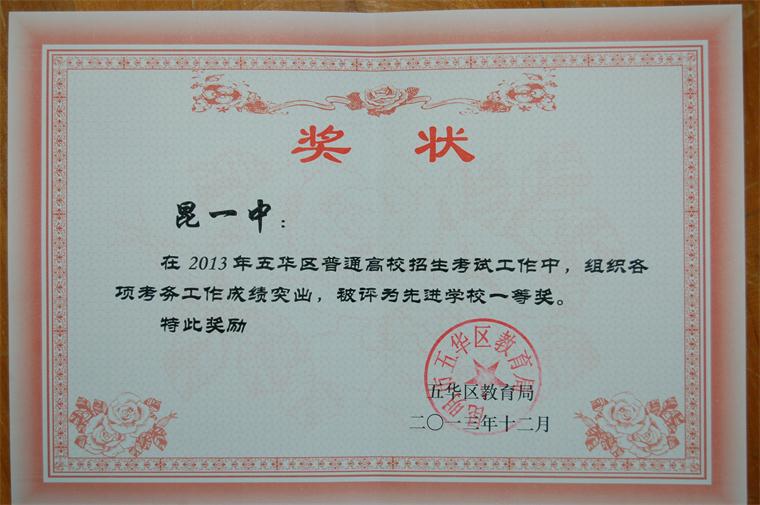 奖状
昆一中：
在2013年五华区普通高校招生考试工作中，组织各
项考务工作成绩突出，被评为先进学校一等奖。
特此奖励
昆明市五华区教育局
五华区教育局
二〇一三年十二月